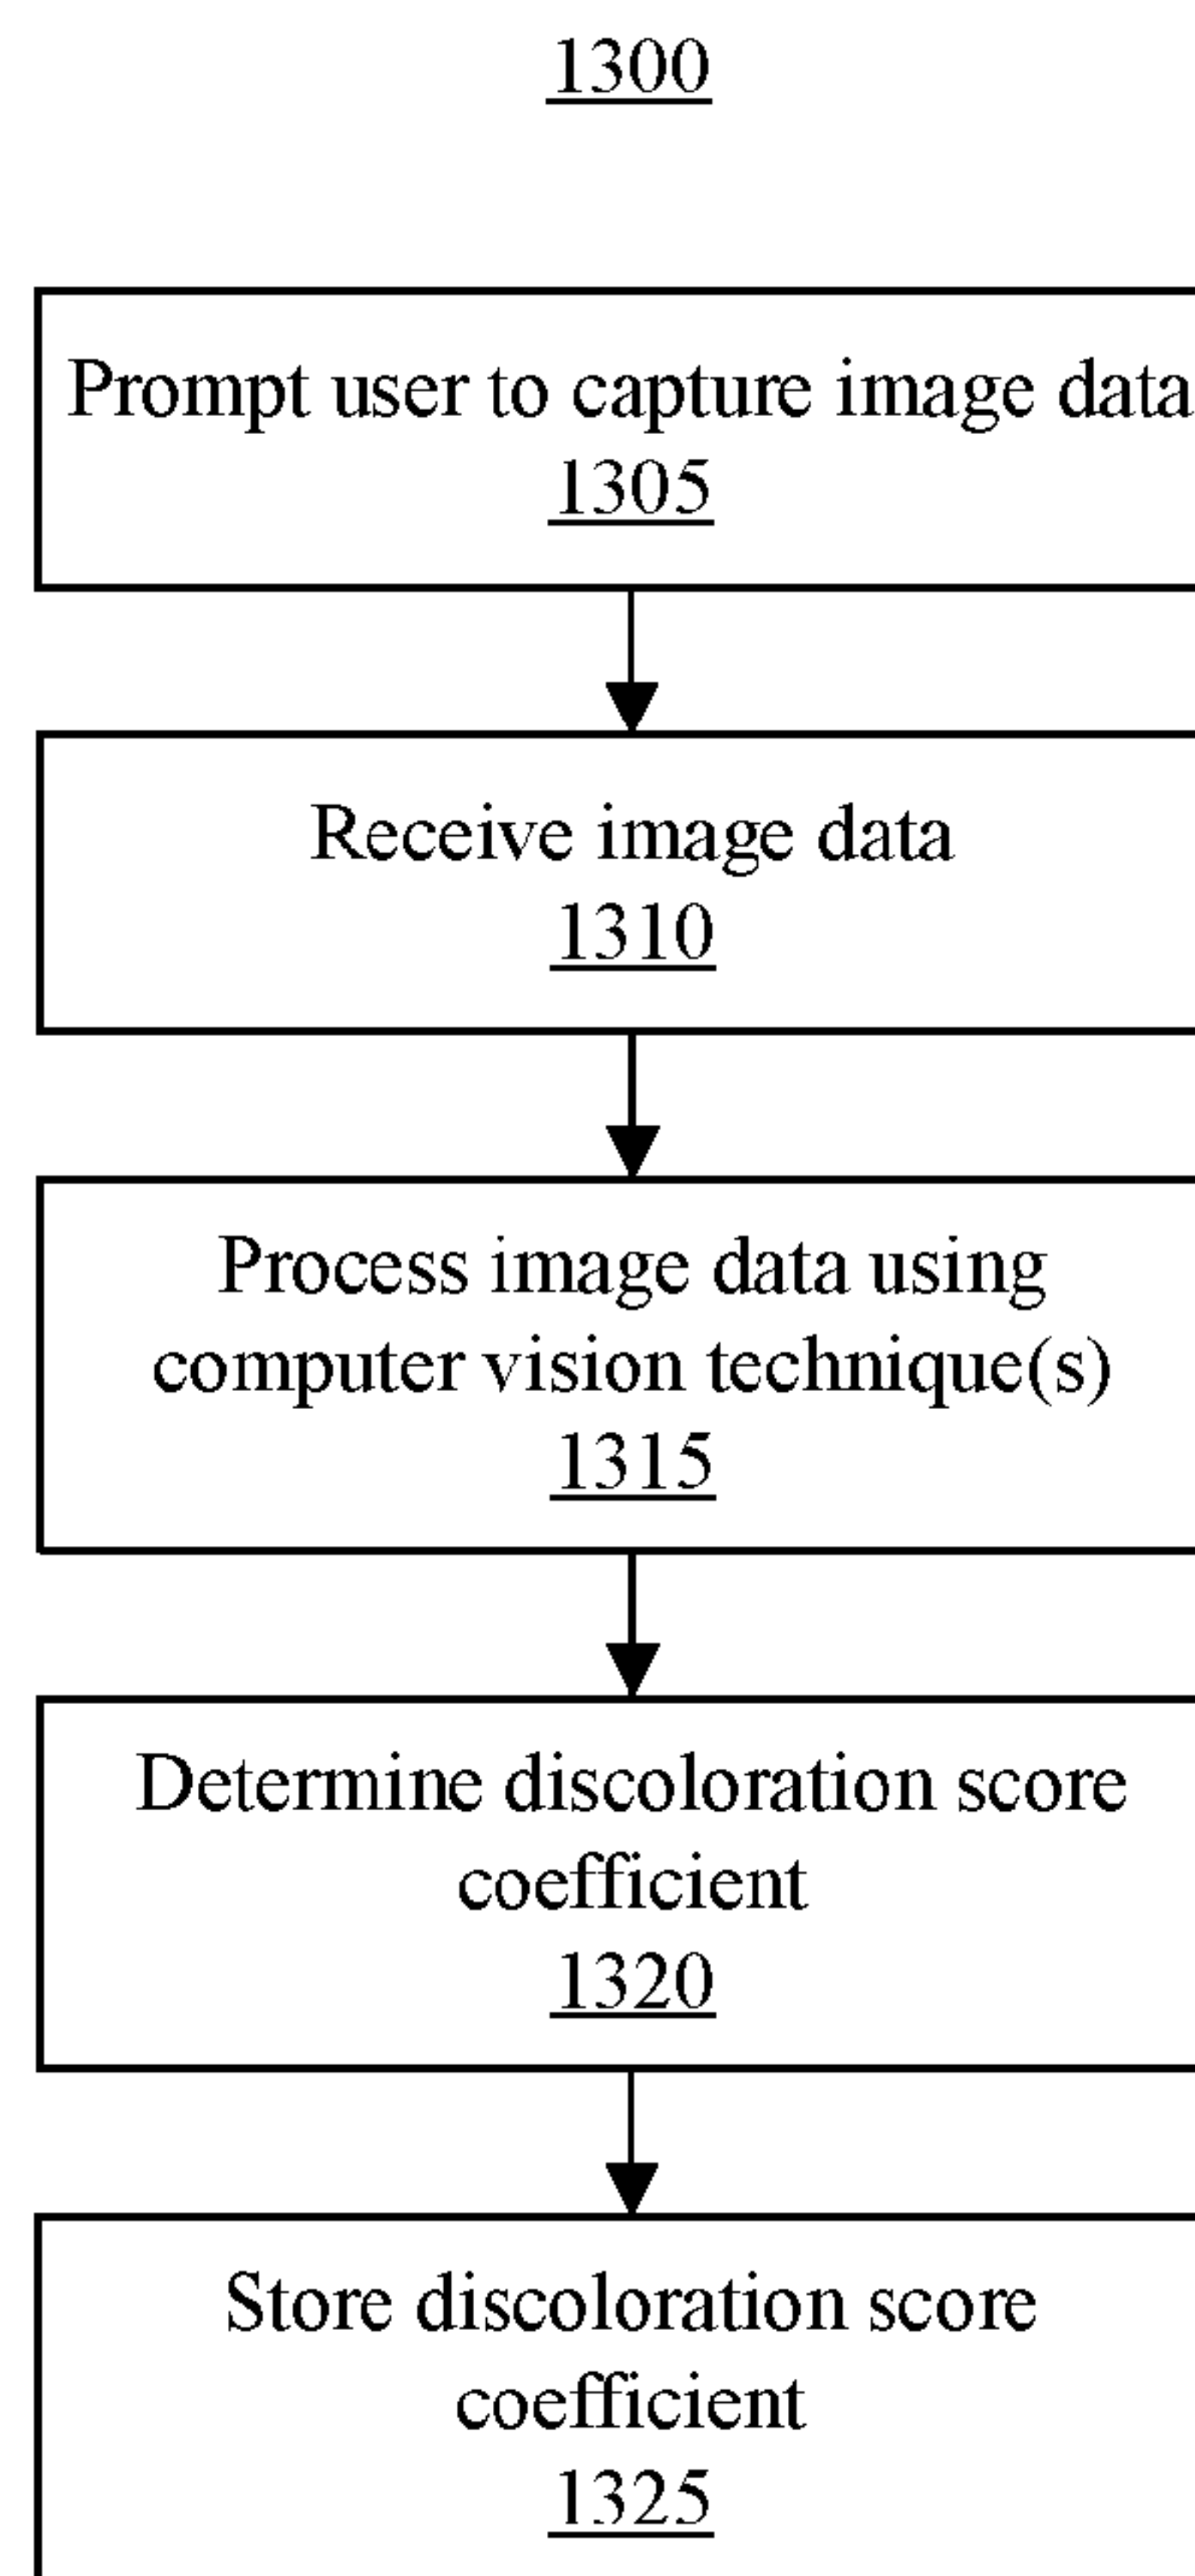 1300
Prompt user to capture image data
1305
Receive image data
1310
Process image data using
computer vision technique(s)
1315
Determine discoloration score
coefficient
1320
Store discoloration score
coefficient
1325